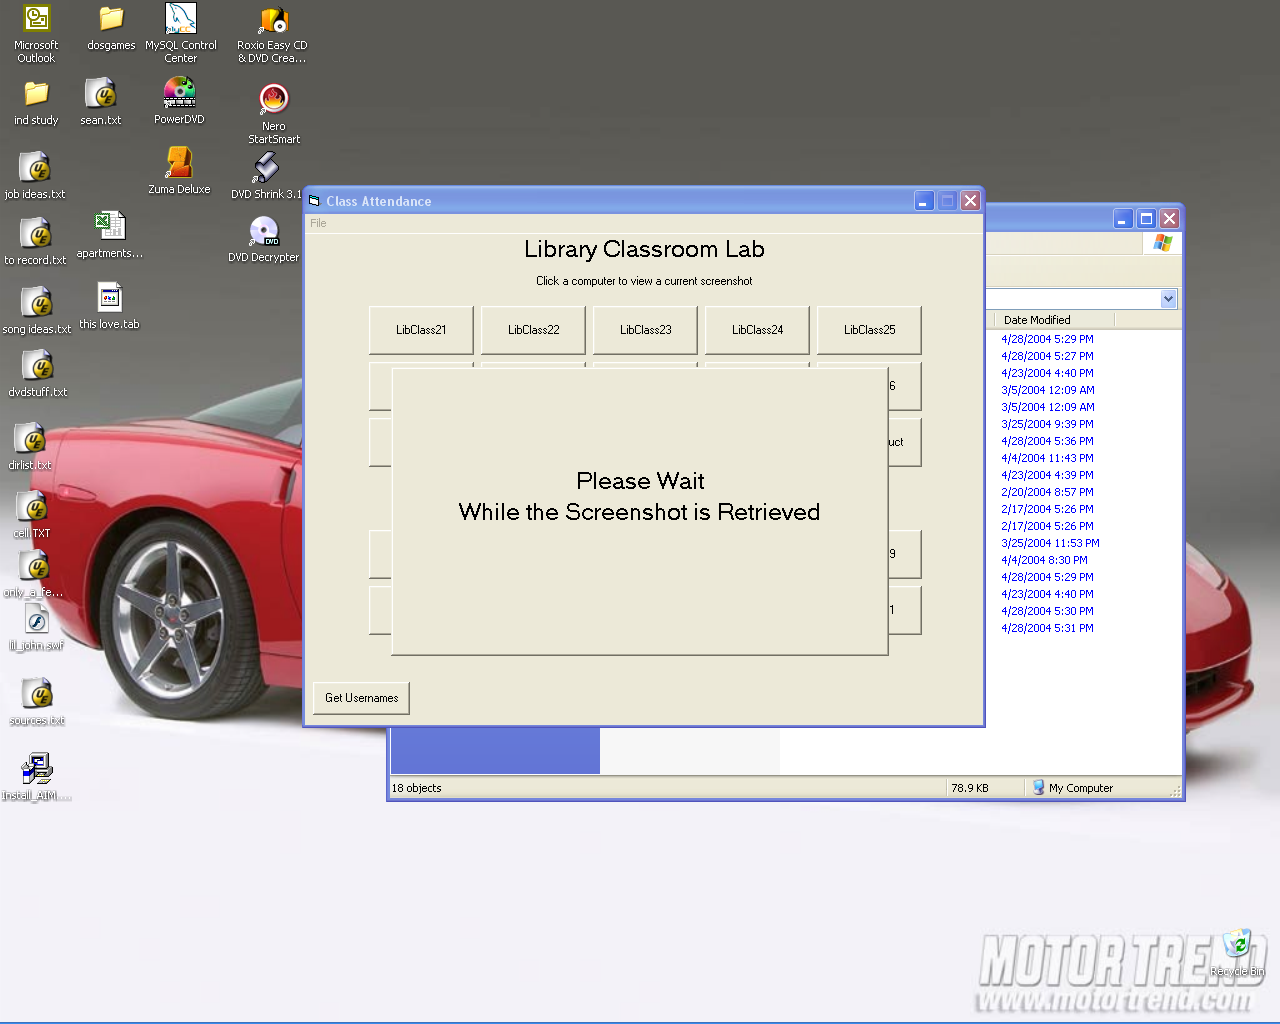 Microsoft
Outlook
dosgames
MySQL Control
Center
Roxio Easy CD
& DVD Crea...
ind study
sean.txt
PowerDVD
Nero
StartSmart
job ideas.txt
Zuma Deluxe
DVD Shrink 3.1
to record.txt
apartments...
DVD
DVD Decrypter
song ideas.txt
this love.tab
dvdstuff.txt
dirlist.txt
cell.TXT
only_a_fe...
lil_john.swf
sources.txt
Install_AIM....
Class Attendance
File
Library Classroom Lab
Click a computer to view a current screenshot
LibClass21
LibClass22
LibClass23
LibClass24
LibClass25
6
uct
9
1
Please Wait
While the Screenshot is Retrieved
Get Usernames
Date Modified
4/28/2004 5:29 PM
4/28/2004 5:27 PM
4/23/2004 4:40 PM
3/5/2004 12:09 AM
3/5/2004 12:09 AM
3/25/2004 9:39 PM
4/28/2004 5:36 PM
4/4/2004 11:43 PM
4/23/2004 4:39 PM
2/20/2004 8:57 PM
2/17/2004 5:26 PM
2/17/2004 5:26 PM
3/25/2004 11:53 PM
4/4/2004 8:30 PM
4/28/2004 5:29 PM
4/23/2004 4:40 PM
4/28/2004 5:30 PM
4/28/2004 5:31 PM
18 objects
78.9 KB
My Computer
MOTOR TREND
www.motortrend.com
Recycle Bin